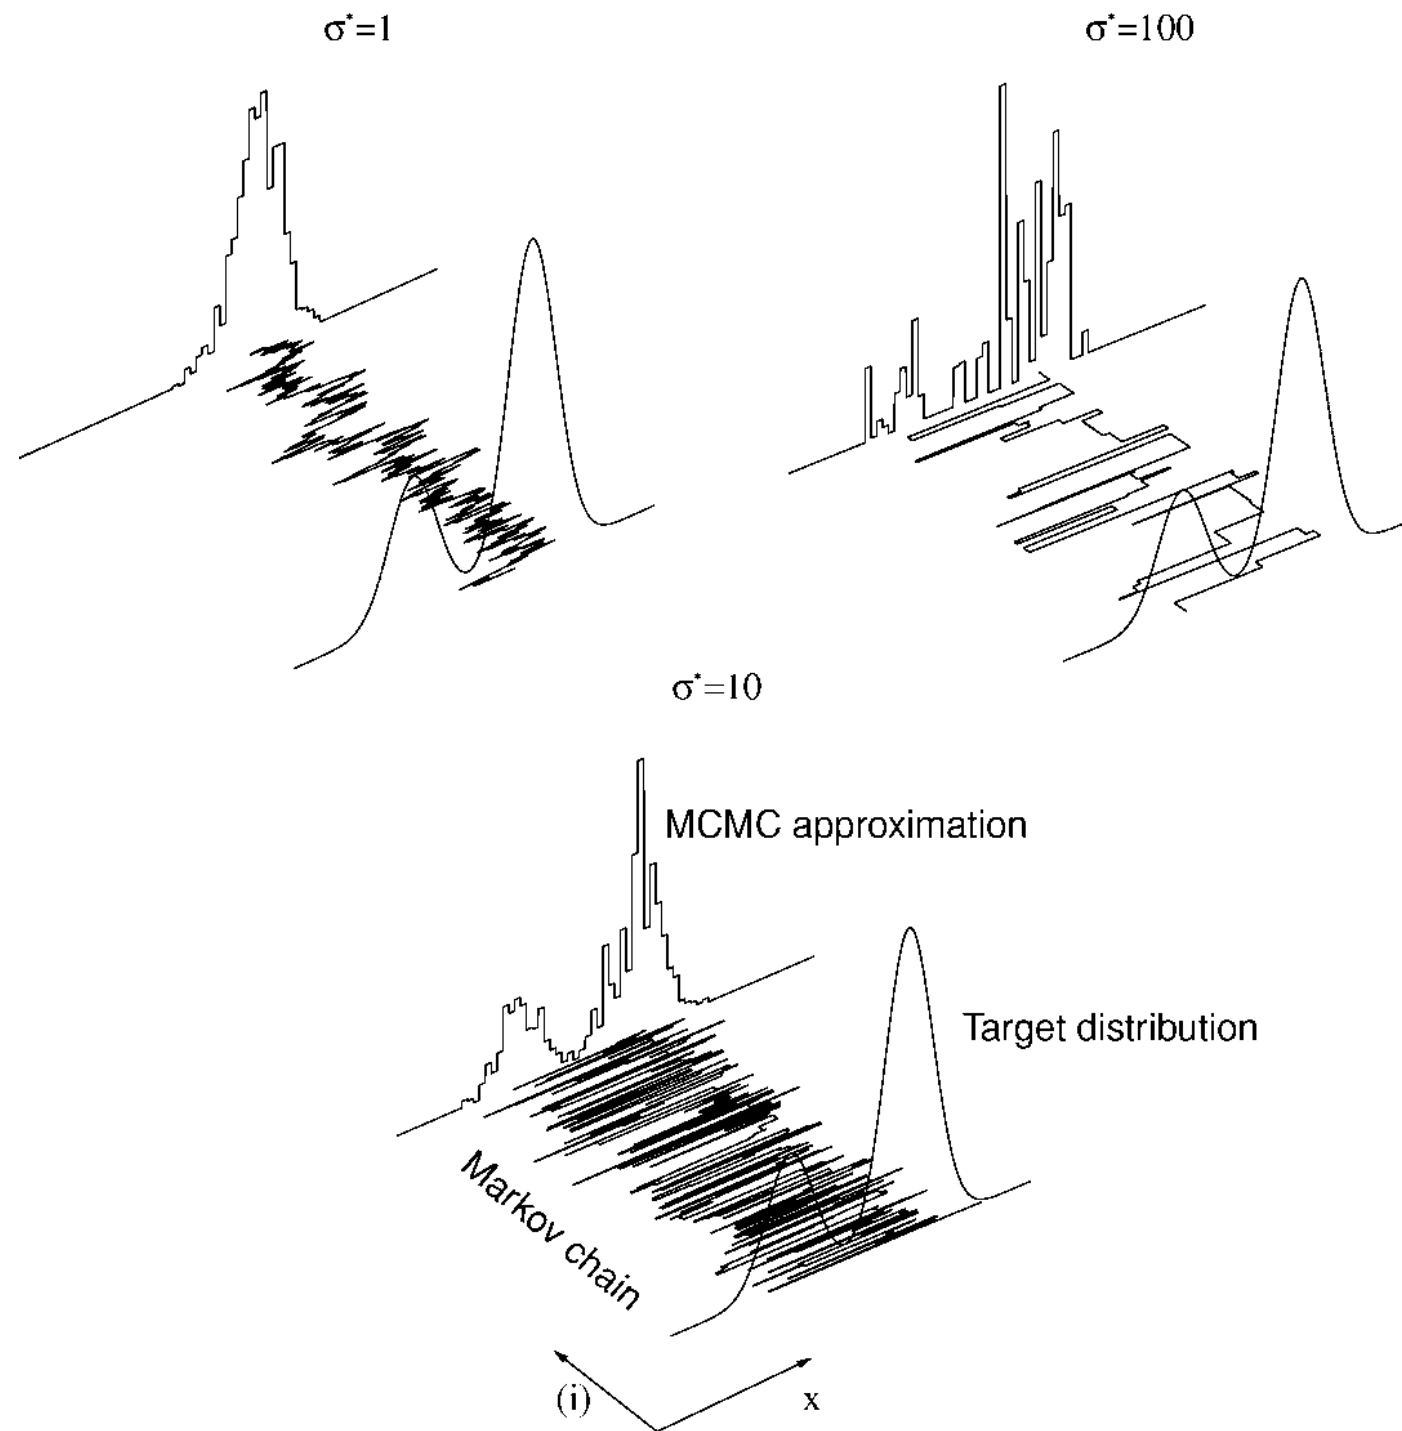 σ*=1
σ*=100
σ*=10
MCMC approximation
Target distribution
Markov chain
(i)
x